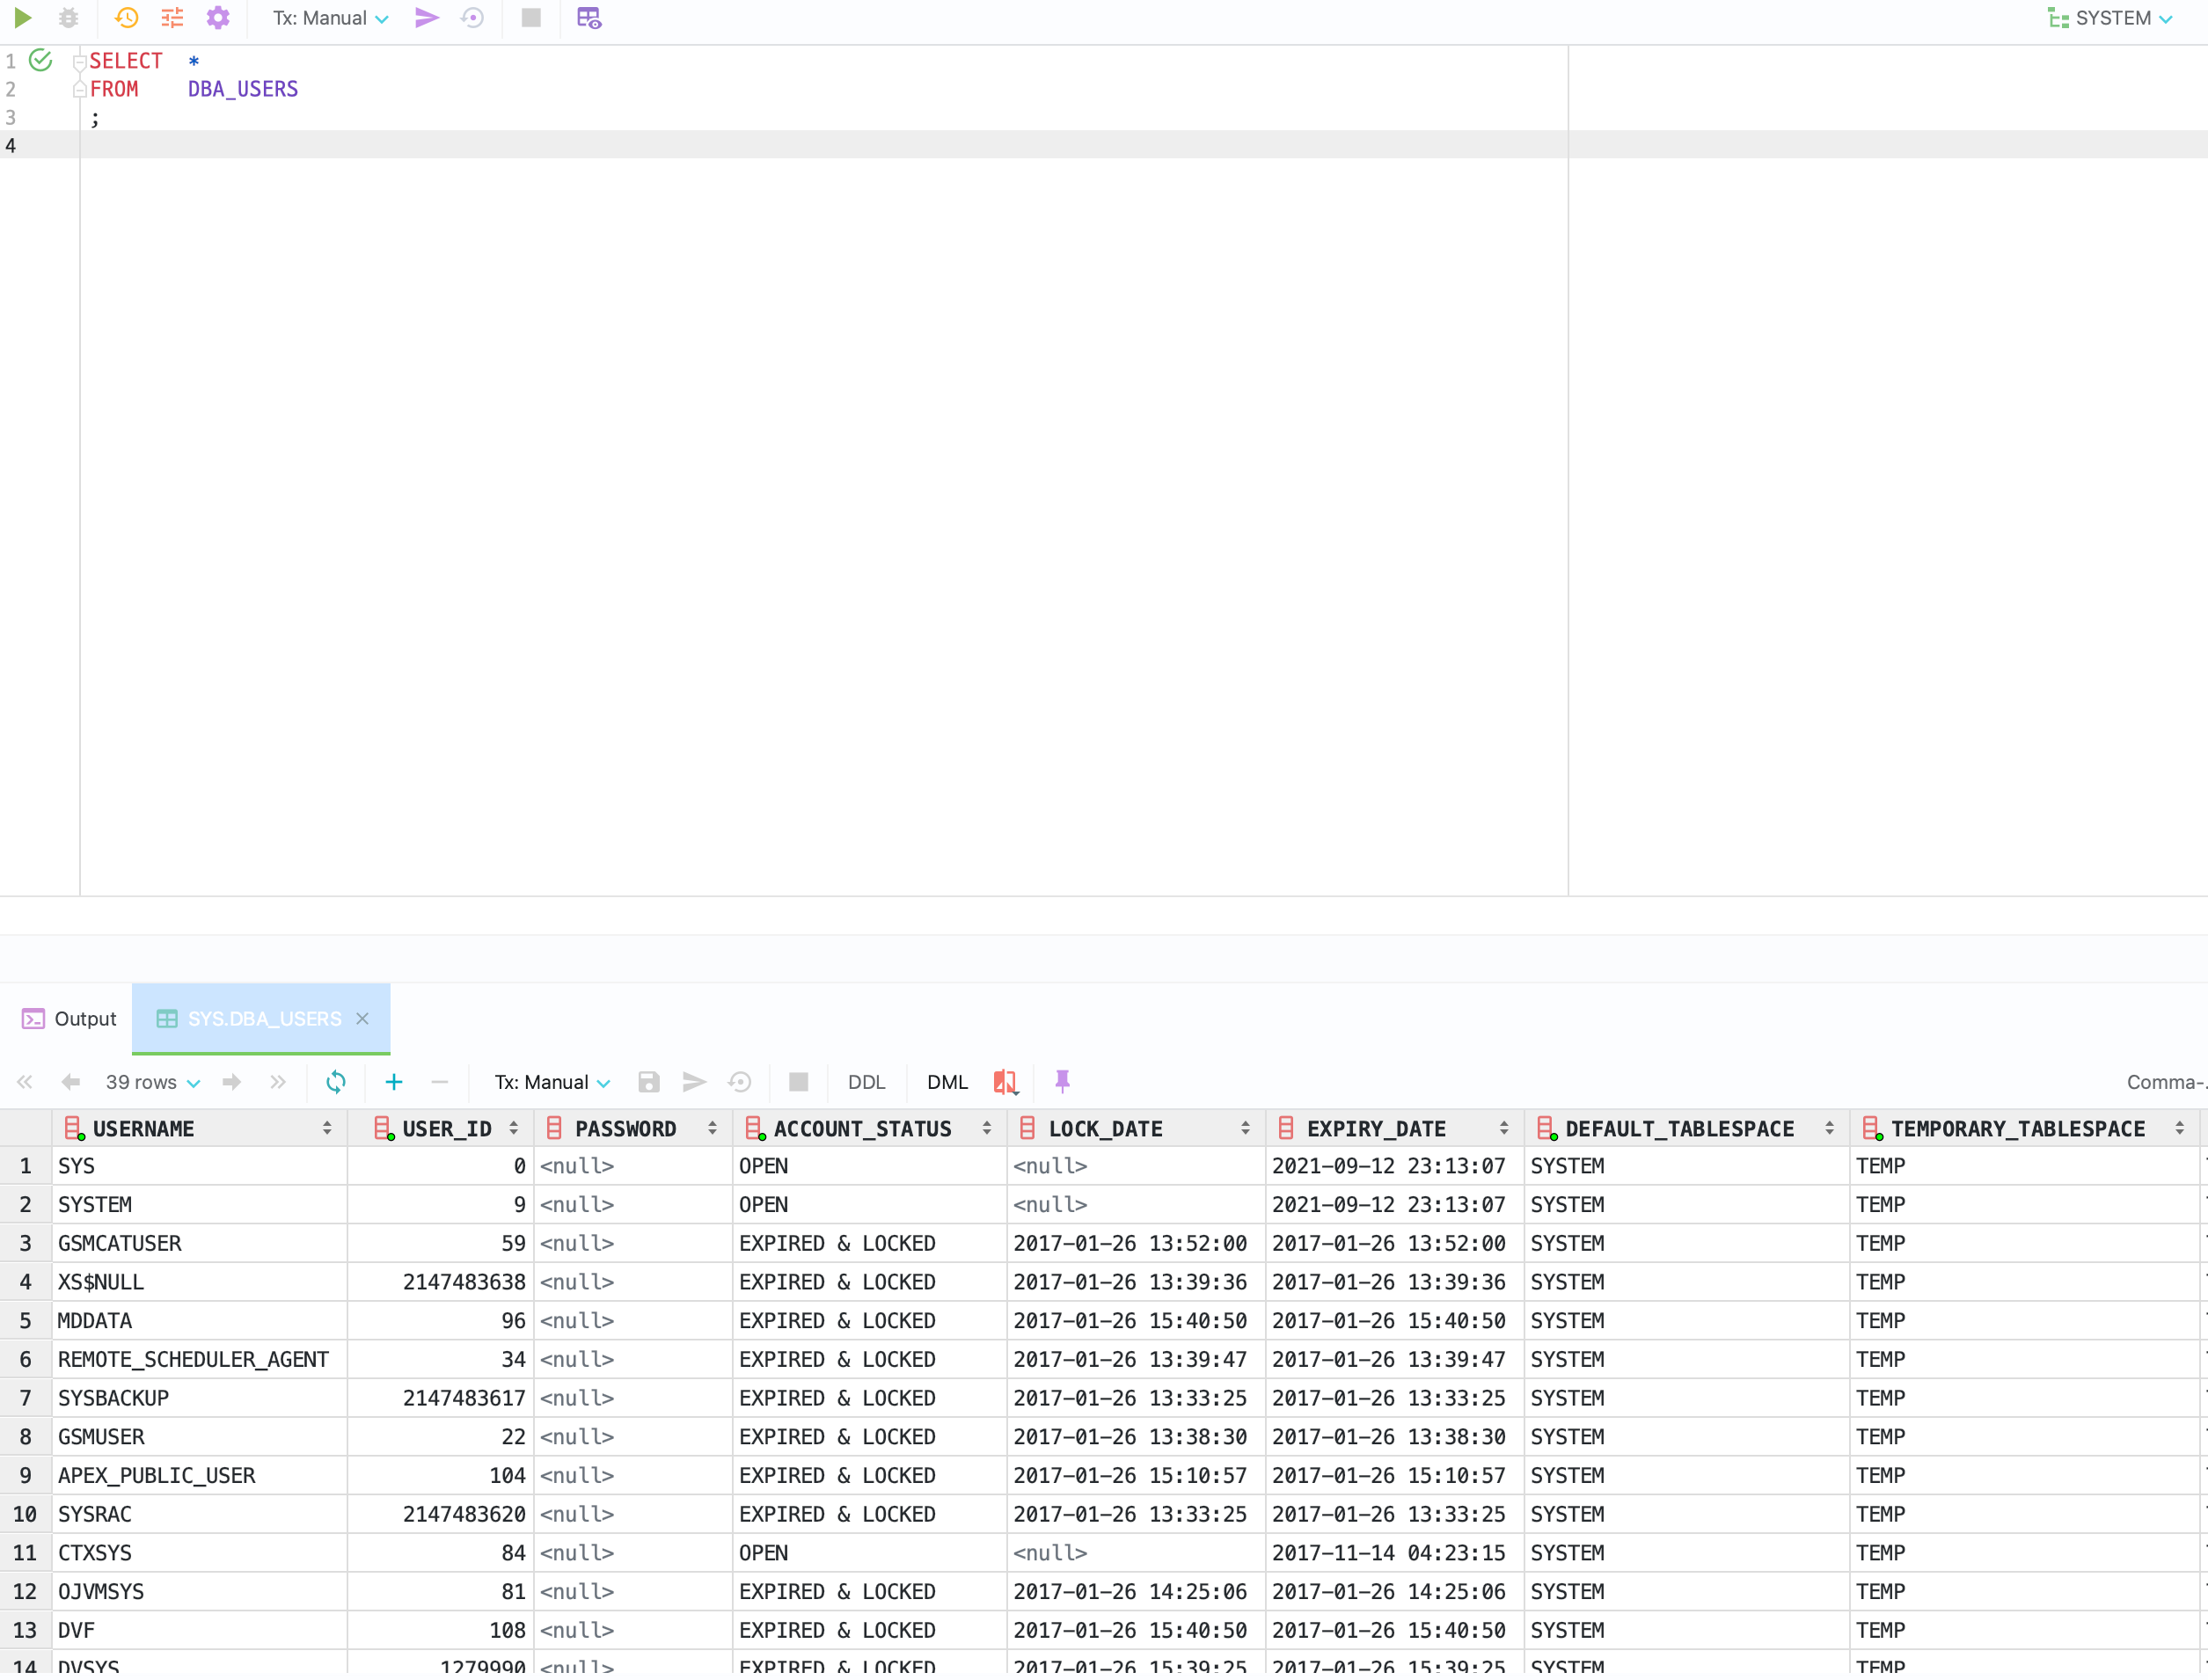 Tx: Manual SYSTEM
1 SELECT *
2 FROM DBA_USERS
3 ;
4
Output SYS.DBA_USERS
39 rows Tx: Manual DDL DML Comma-
USERNAME USER_ID PASSWORD ACCOUNT_STATUS LOCK_DATE EXPIRY_DATE DEFAULT_TABLESPACE TEMPORARY_TABLESPACE
1 SYS 0 <null> OPEN <null> 2021-09-12 23:13:07 SYSTEM TEMP
2 SYSTEM 9 <null> OPEN <null> 2021-09-12 23:13:07 SYSTEM TEMP
3 GSMCATUSER 59 <null> EXPIRED & LOCKED 2017-01-26 13:52:00 2017-01-26 13:52:00 SYSTEM TEMP
4 XS$NULL 2147483638 <null> EXPIRED & LOCKED 2017-01-26 13:39:36 2017-01-26 13:39:36 SYSTEM TEMP
5 MDDATA 96 <null> EXPIRED & LOCKED 2017-01-26 15:40:50 2017-01-26 15:40:50 SYSTEM TEMP
6 REMOTE_SCHEDULER_AGENT 34 <null> EXPIRED & LOCKED 2017-01-26 13:39:47 2017-01-26 13:39:47 SYSTEM TEMP
7 SYSBACKUP 2147483617 <null> EXPIRED & LOCKED 2017-01-26 13:33:25 2017-01-26 13:33:25 SYSTEM TEMP
8 GSMUSER 22 <null> EXPIRED & LOCKED 2017-01-26 13:38:30 2017-01-26 13:38:30 SYSTEM TEMP
9 APEX_PUBLIC_USER 104 <null> EXPIRED & LOCKED 2017-01-26 15:10:57 2017-01-26 15:10:57 SYSTEM TEMP
10 SYSRAC 2147483620 <null> EXPIRED & LOCKED 2017-01-26 13:33:25 2017-01-26 13:33:25 SYSTEM TEMP
11 CTXSYS 84 <null> OPEN <null> 2017-11-14 04:23:15 SYSTEM TEMP
12 OJVMSYS 81 <null> EXPIRED & LOCKED 2017-01-26 14:25:06 2017-01-26 14:25:06 SYSTEM TEMP
13 DVF 108 <null> EXPIRED & LOCKED 2017-01-26 15:40:50 2017-01-26 15:40:50 SYSTEM TEMP
14 DVSYS 1279990 <null> EXPIRED & LOCKED 2017-01-26 15:39:25 2017-01-26 15:39:25 SYSTEM TEMP